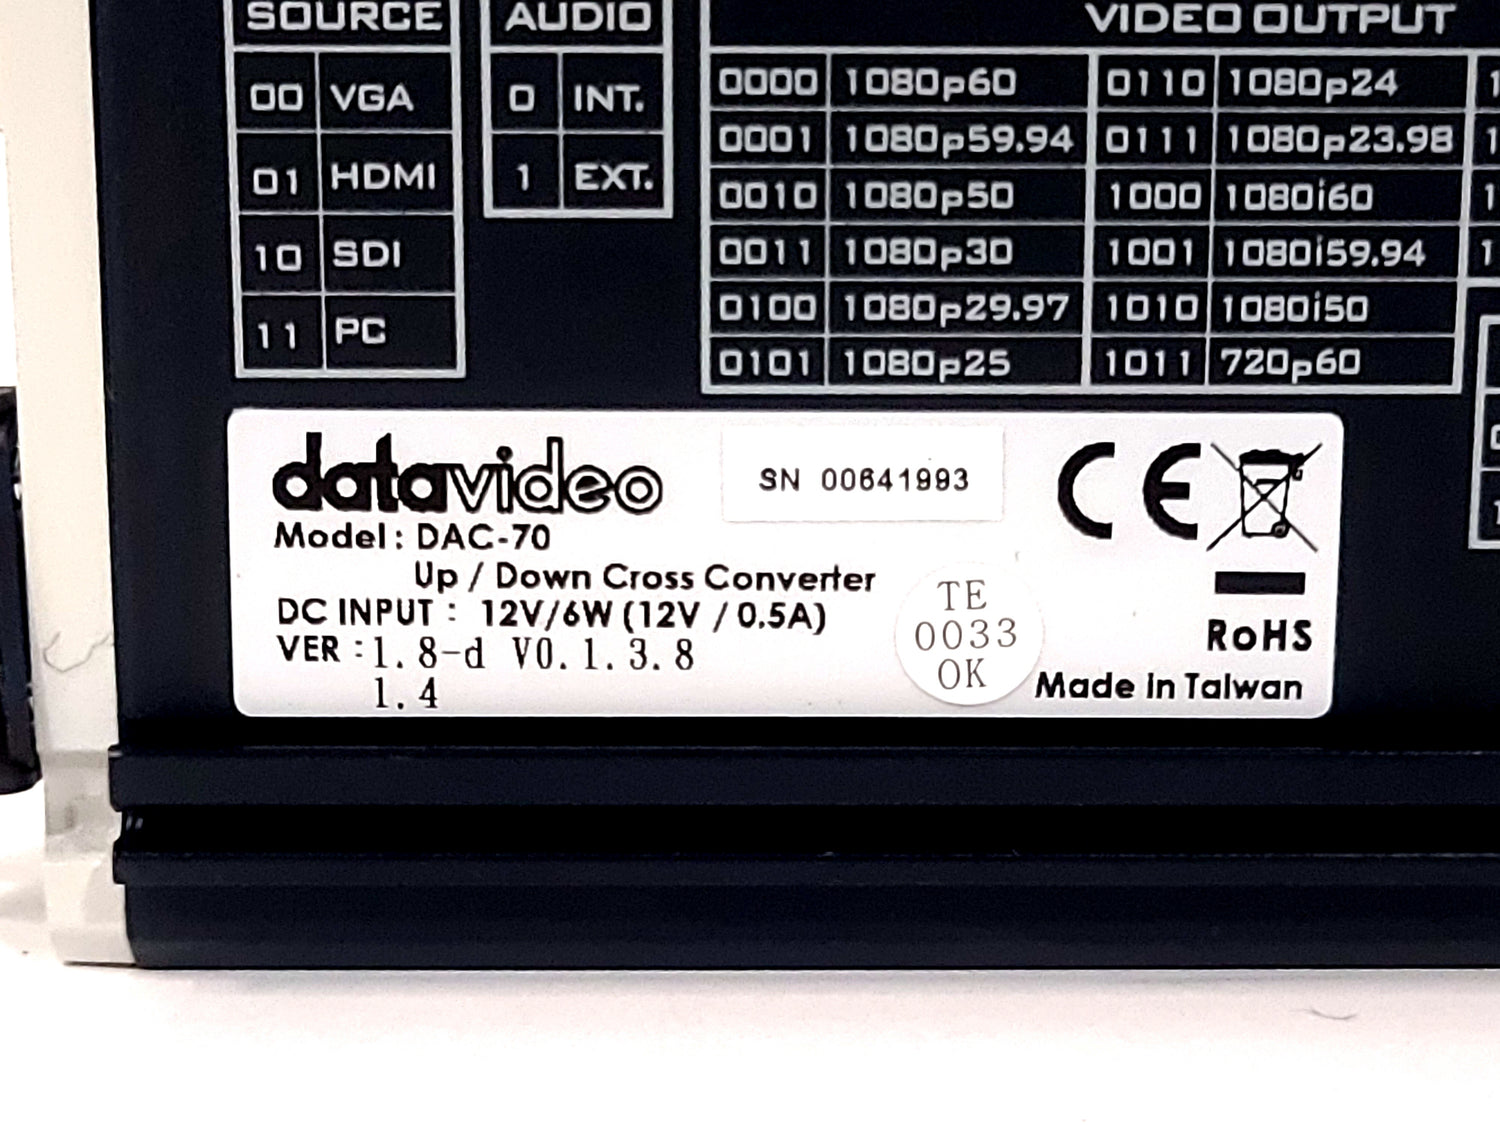 SOURCE
00 VGA
01 HDMI
10 SDI
11 PC
AUDIO
0 INT.
1 EXT.
VIDEO OUTPUT
0000 1080p60 0110 1080p24
0001 1080p59.94 0111 1080p23.98
0010 1080p50 1000 1080i60
0011 1080p30 1001 1080i59.94
0100 1080p29.97 1010 1080i50
0101 1080p25 1011 720p60
datavideo
SN 00641993
CE
Model: DAC-70
Up / Down Cross Converter
DC INPUT : 12V/6W (12V / 0.5A)
VER : 1.8-d V0.1.3.8
1.4
TE
0033
OK
RoHS
Made in Taiwan